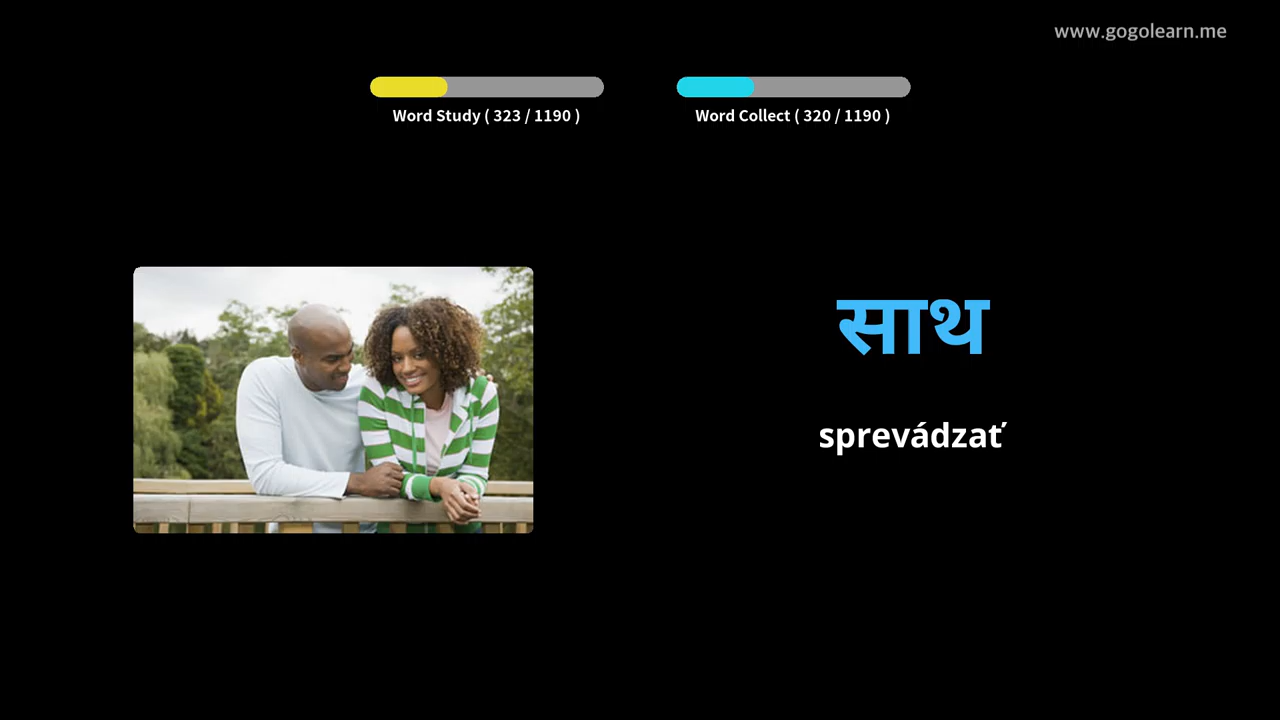 www.gogolearn.me
Word Study ( 323 / 1190 )
Word Collect ( 320 / 1190 )
साथ
sprevádzať